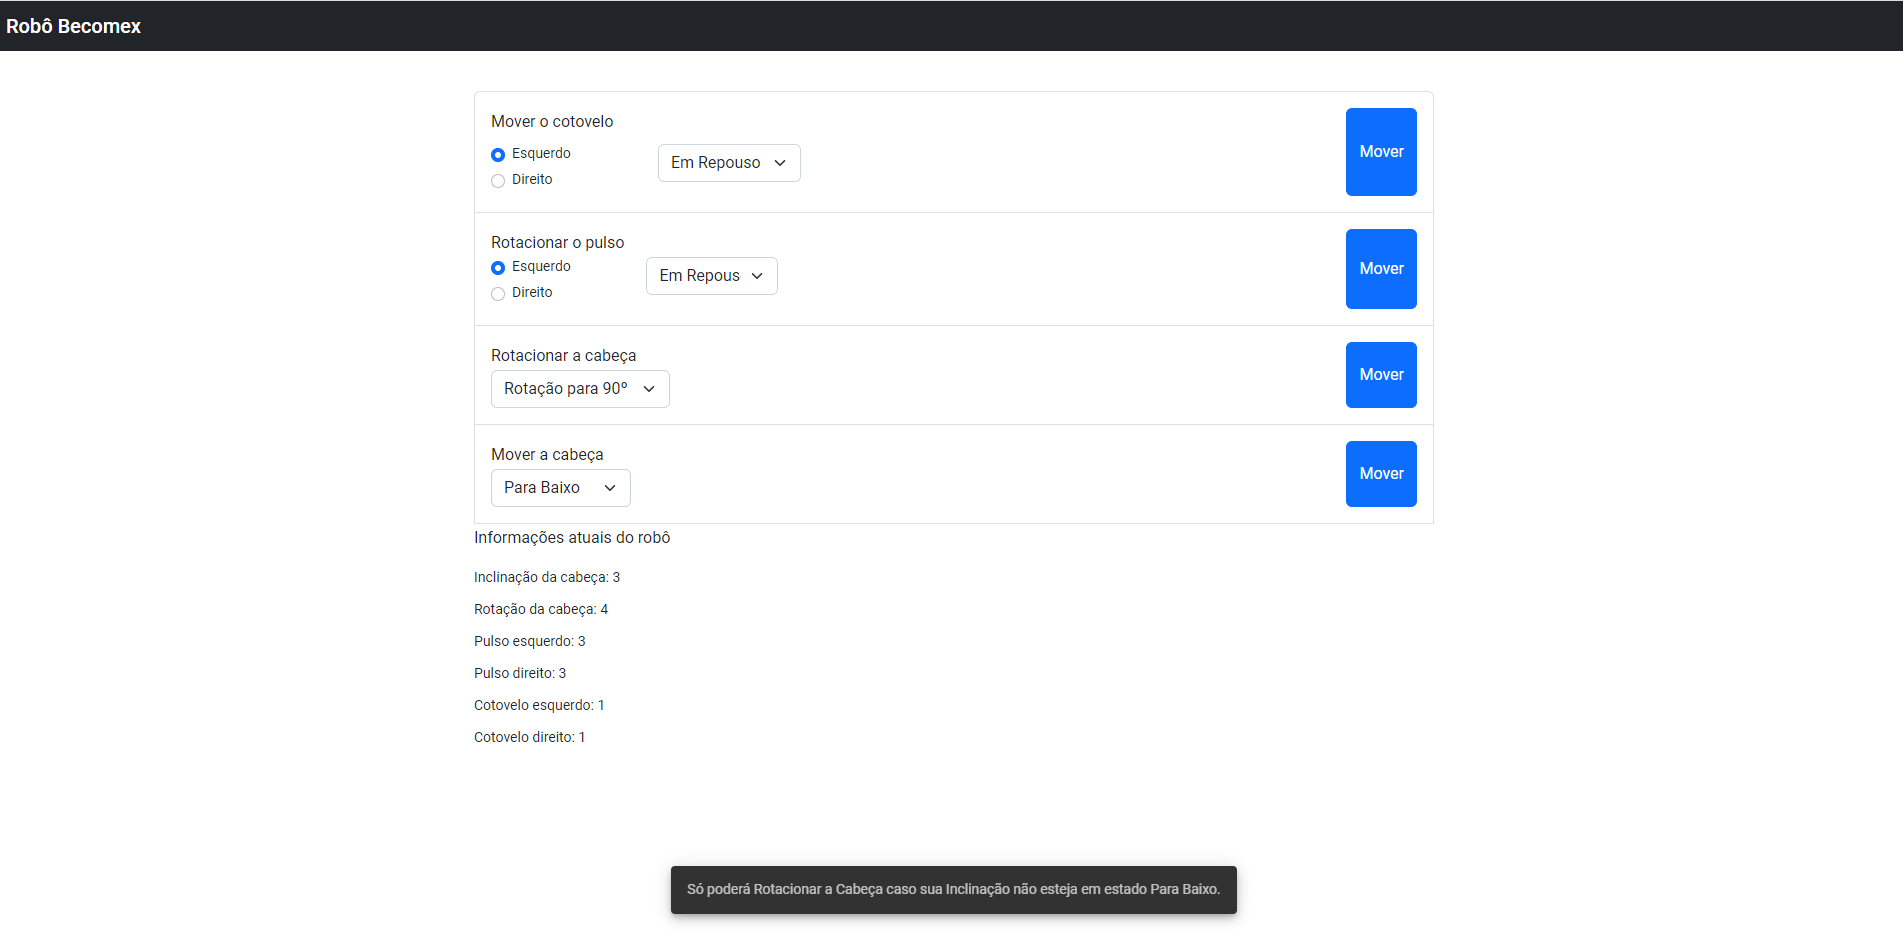 Robô Becomex
Mover o cotovelo
Esquerdo
Direito
Em Repouso
Mover
Rotacionar o pulso
Esquerdo
Direito
Em Repous
Mover
Rotacionar a cabeça
Rotação para 90º
Mover
Mover a cabeça
Para Baixo
Mover
Informações atuais do robô
Inclinação da cabeça: 3
Rotação da cabeça: 4
Pulso esquerdo: 3
Pulso direito: 3
Cotovelo esquerdo: 1
Cotovelo direito: 1
Só poderá Rotacionar a Cabeça caso sua Inclinação não esteja em estado Para Baixo.